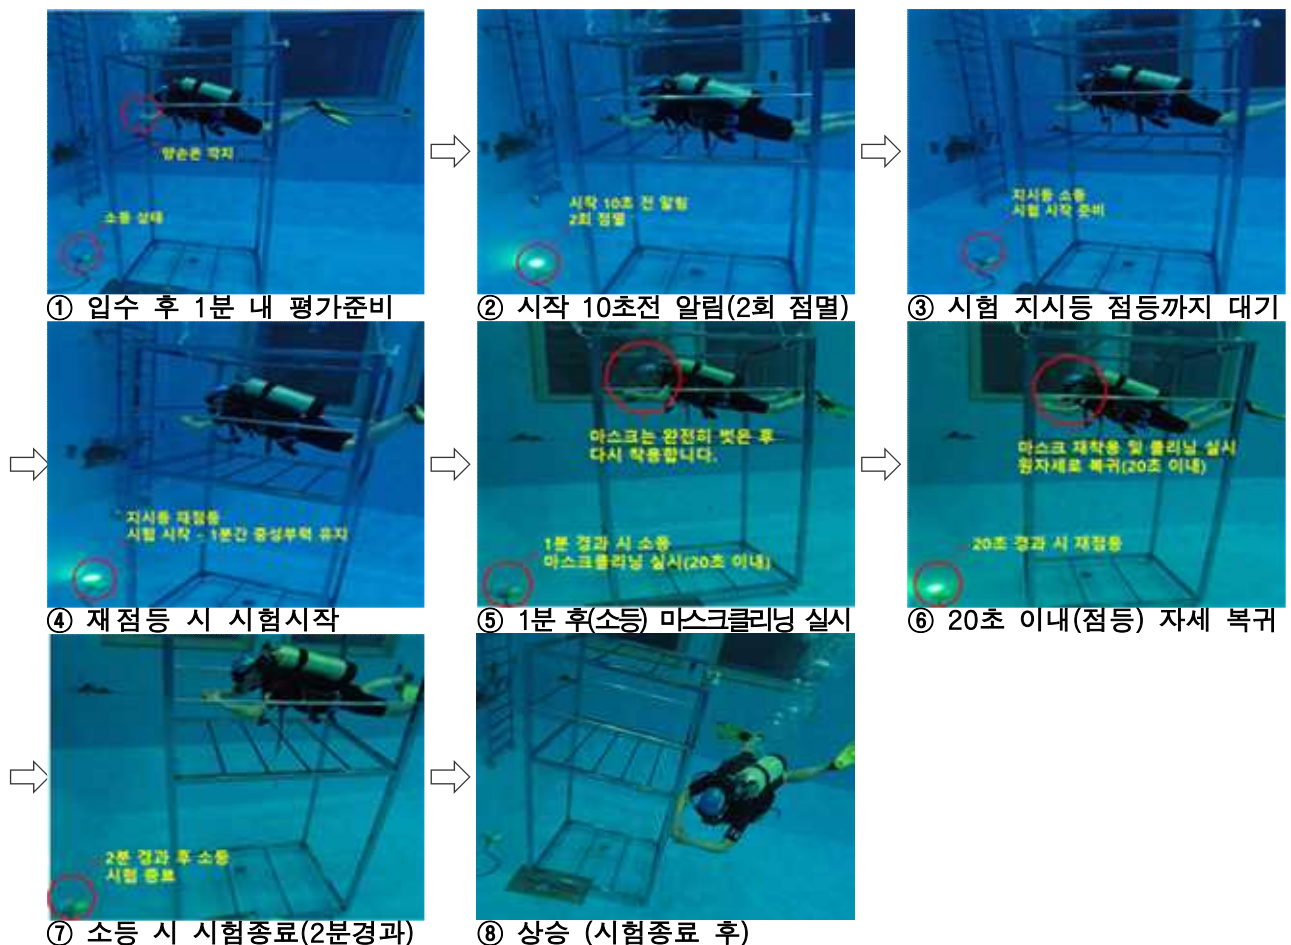 양손은 깍지
소등 상태
① 입수 후 1분 내 평가준비
시작 10초 전 알림
2회 점멸
② 시작 10초전 알림(2회 점멸)
지시등 소등
시험 시작 준비
③ 시험 지시등 점등까지 대기
지시등 재점등
시험 시작 - 1분간 중성부력 유지
④ 재점등 시 시험시작
마스크는 완전히 벗은 후
다시 착용합니다.
1분 경과 시 소등
마스크클리닝 실시(20초 이내)
⑤ 1분 후(소등) 마스크클리닝 실시
마스크 재착용 및 클리닝 실시
원자세로 복귀(20초 이내)
20초 경과 시 재점등
⑥ 20초 이내(점등) 자세 복귀
2분 경과 후 소등
시험 종료
⑦ 소등 시 시험종료(2분경과)
⑧ 상승 (시험종료 후)